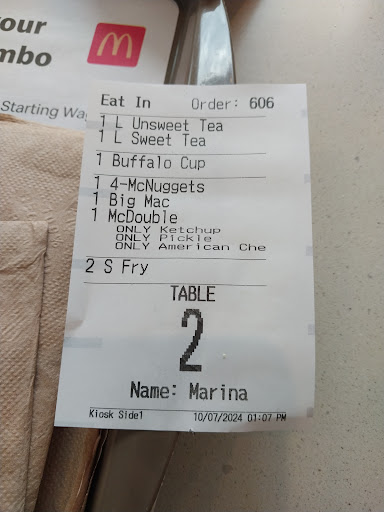 our
mbo
Starting Wa
Eat In Order: 606
1 L Unsweet Tea
1 L Sweet Tea
1 Buffalo Cup
1 4-McNuggets
1 Big Mac
1 McDouble
ONLY Ketchup
ONLY Pickle
ONLY American Che
2 S Fry
TABLE
2
Name: Marina
Kiosk Side1 10/07/2024 01:07 PM